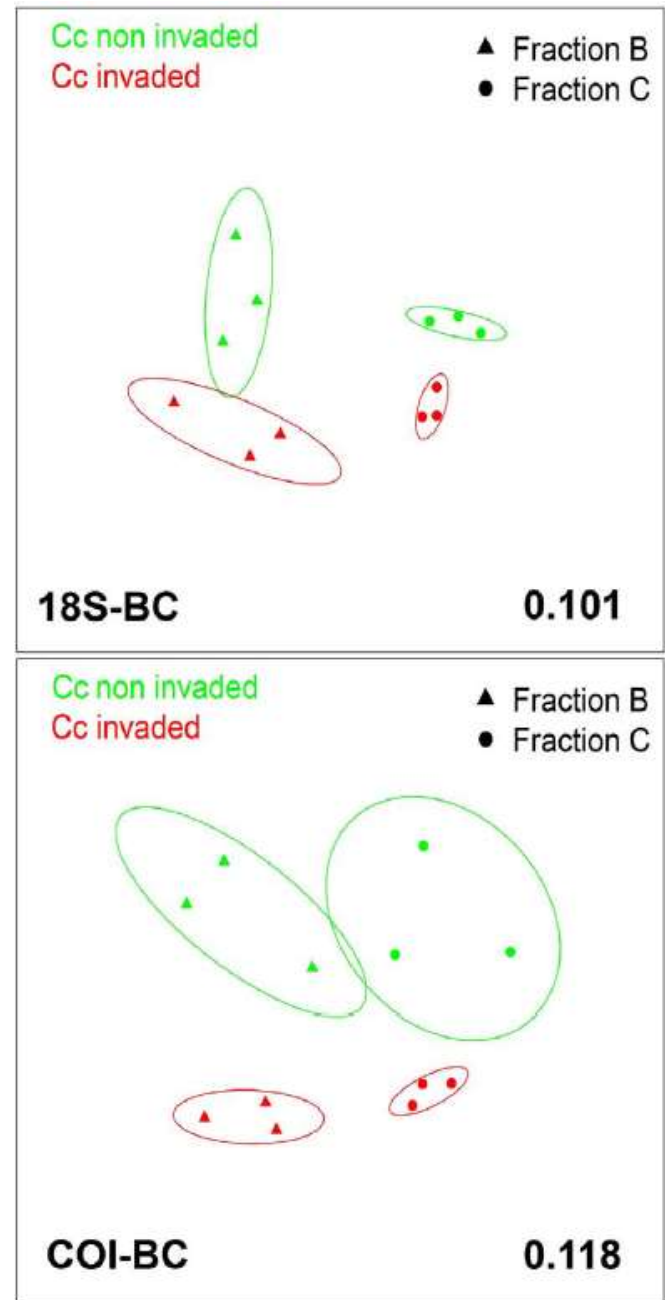 Cc non invaded
Cc invaded
Fraction B
Fraction C
18S-BC 0.101
Cc non invaded
Cc invaded
Fraction B
Fraction C
COI-BC 0.118